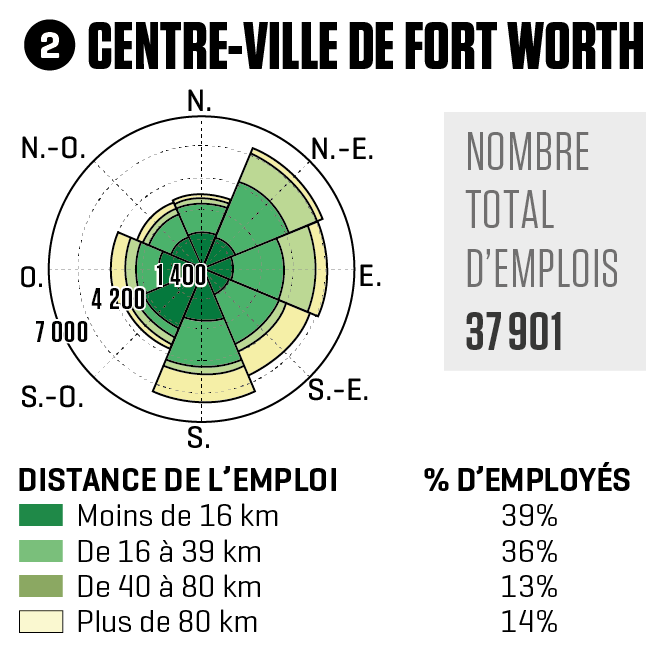 2 CENTRE-VILLE DE FORT WORTH
N.
N.-O.
N.-E.
O.
E.
1 400
4 200
7 000
S.-O.
S.-E.
S.
NOMBRE
TOTAL
D’EMPLOIS
37 901
DISTANCE DE L’EMPLOI % D’EMPLOYÉS
Moins de 16 km 39%
De 16 à 39 km 36%
De 40 à 80 km 13%
Plus de 80 km 14%